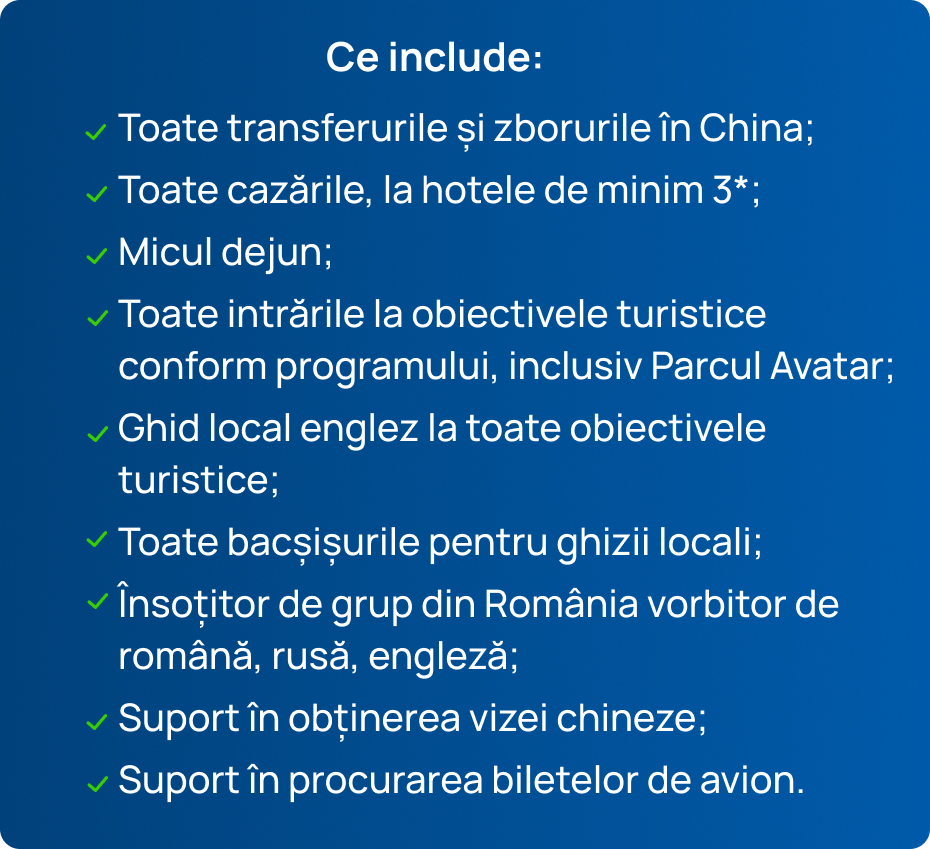 Ce include:
Toate transferurile și zborurile în China;
Toate cazările, la hotele de minim 3*;
Micul dejun;
Toate intrările la obiectivele turistice
conform programului, inclusiv Parcul Avatar;
Ghid local englez la toate obiectivele
turistice;
Toate bacșișurile pentru ghizii locali;
Însoțitor de grup din România vorbitor de
română, rusă, engleză;
Suport în obținerea vizei chineze;
Suport în procurarea biletelor de avion.